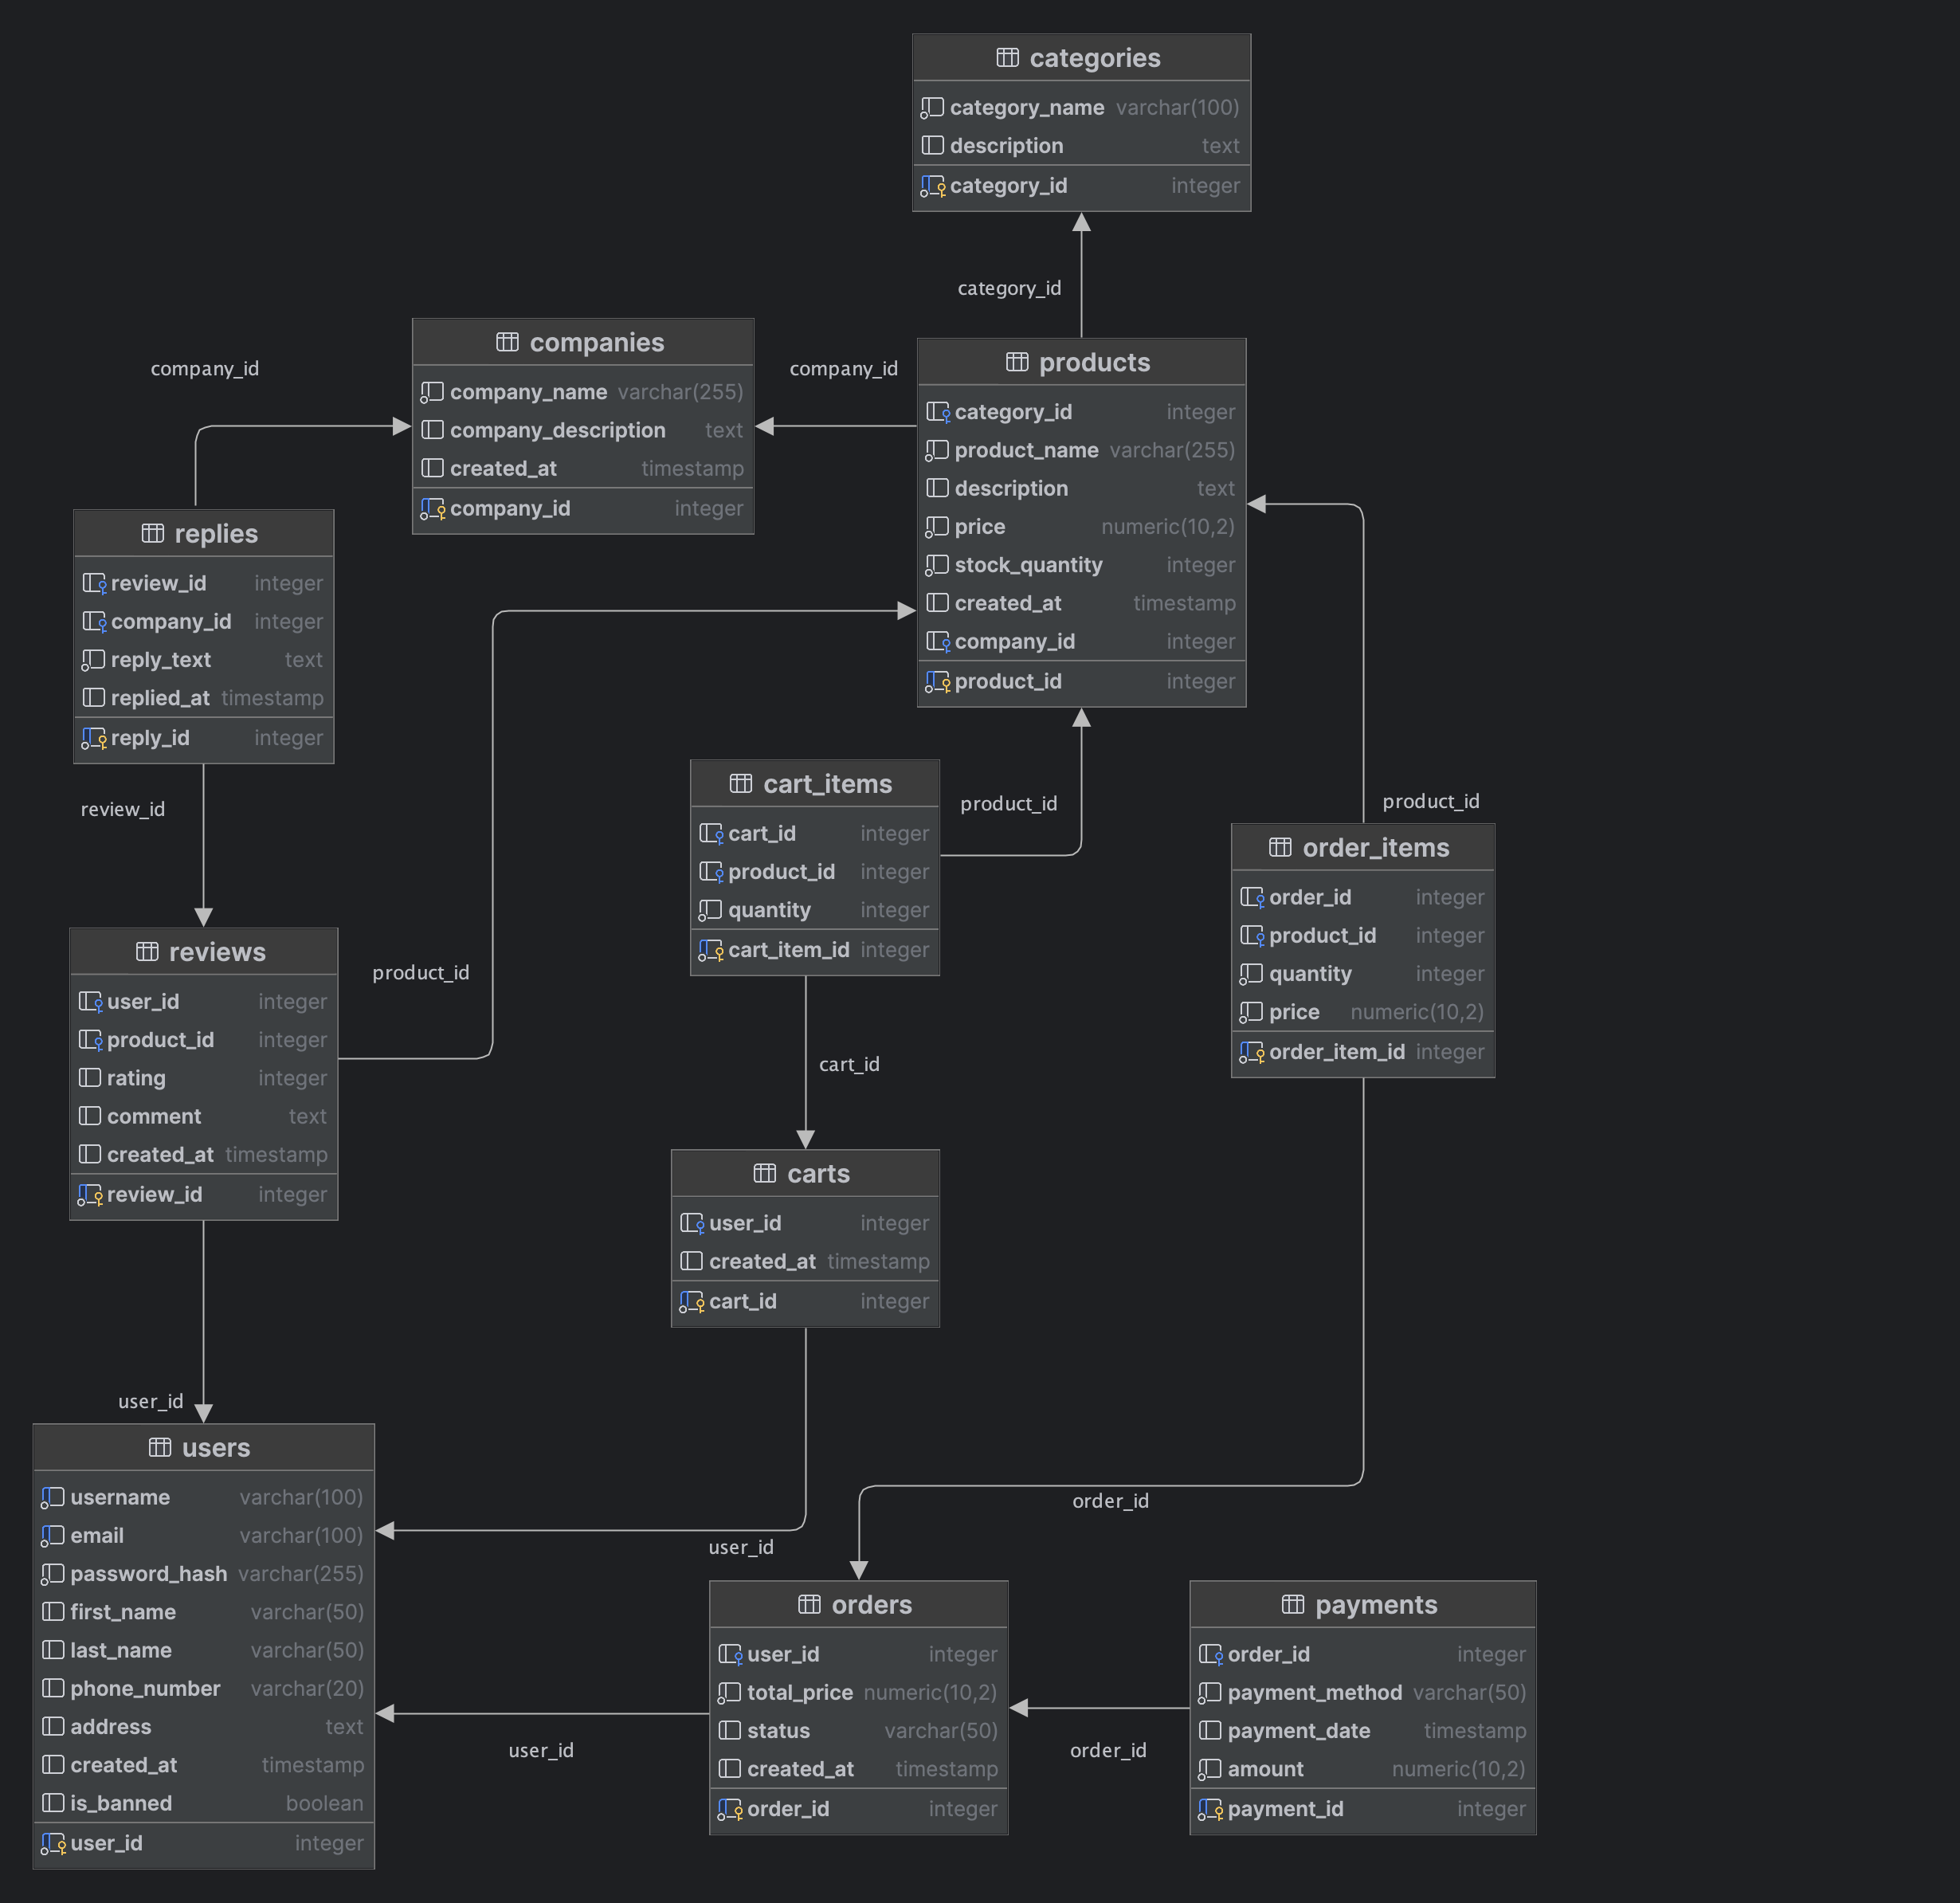 categories
category_name varchar(100)
description text
category_id integer
category_id
companies
company_name varchar(255)
company_description text
created_at timestamp
company_id integer
company_id
company_id
products
category_id integer
product_name varchar(255)
description text
price numeric(10,2)
stock_quantity integer
created_at timestamp
company_id integer
product_id integer
replies
review_id integer
company_id integer
reply_text text
replied_at timestamp
reply_id integer
review_id
cart_items
cart_id integer
product_id integer
quantity integer
cart_item_id integer
product_id
product_id
order_items
order_id integer
product_id integer
quantity integer
price numeric(10,2)
order_item_id integer
reviews
user_id integer
product_id integer
rating integer
comment text
created_at timestamp
review_id integer
product_id
cart_id
carts
user_id integer
created_at timestamp
cart_id integer
user_id
users
username varchar(100)
email varchar(100)
password_hash varchar(255)
first_name varchar(50)
last_name varchar(50)
phone_number varchar(20)
address text
created_at timestamp
is_banned boolean
user_id integer
user_id
order_id
orders
user_id integer
total_price numeric(10,2)
status varchar(50)
created_at timestamp
order_id integer
user_id
order_id
payments
order_id integer
payment_method varchar(50)
payment_date timestamp
amount numeric(10,2)
payment_id integer